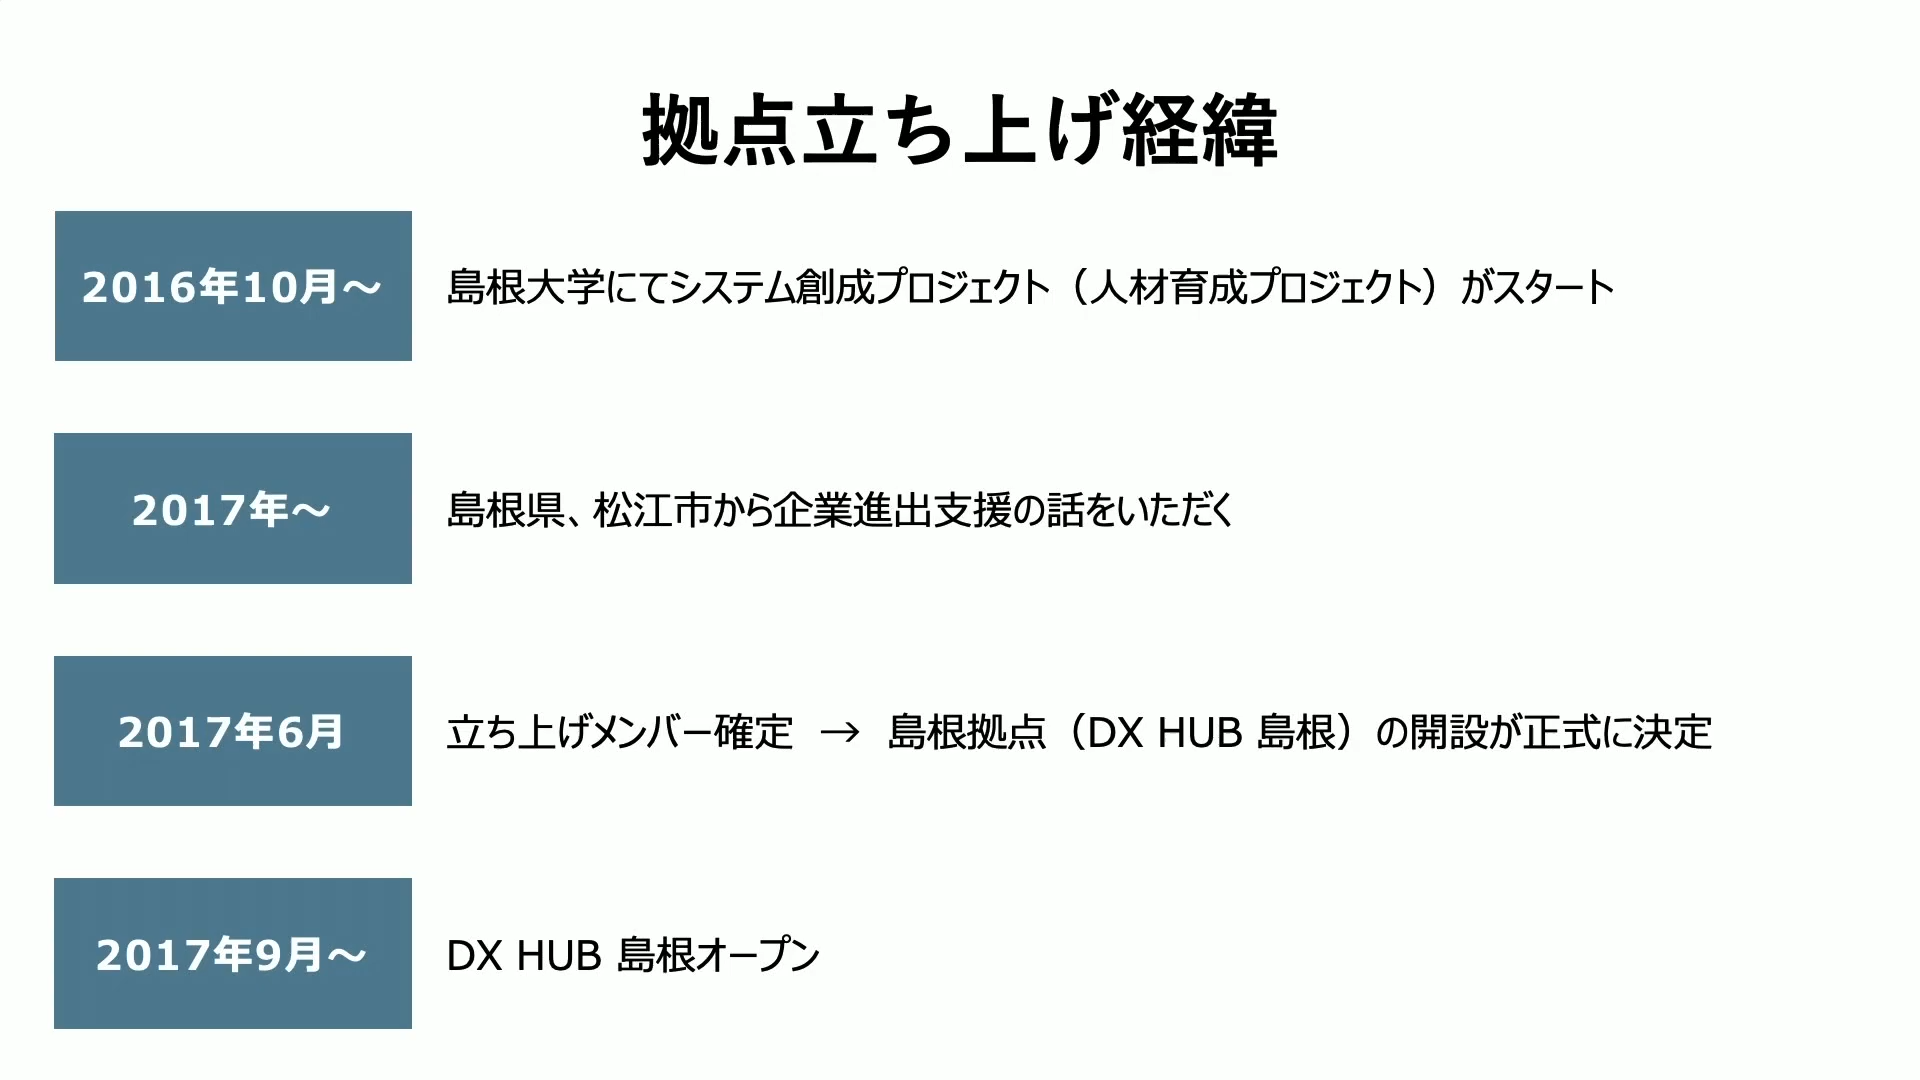 拠点立ち上げ経緯
2016年10月～
島根大学にてシステム創成プロジェクト（人材育成プロジェクト）がスタート
2017年～
島根県、松江市から企業進出支援の話をいただく
2017年6月
立ち上げメンバー確定 → 島根拠点（DX HUB 島根）の開設が正式に決定
2017年9月～
DX HUB 島根オープン